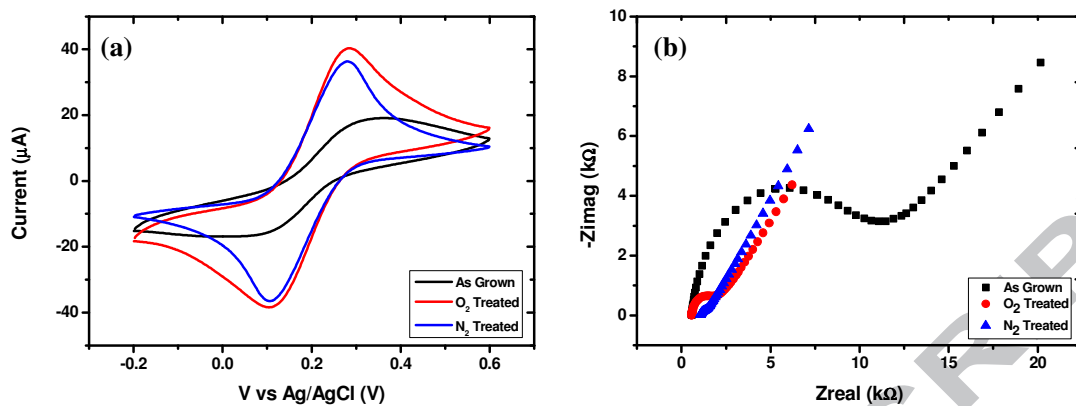 (a)
Current (μA)
40
20
0
-20
-40
-0.2
0.0
0.2
0.4
0.6
V vs Ag/AgCl (V)
As Grown
O₂ Treated
N₂ Treated
(b)
-Zimag (kΩ)
10
8
6
4
2
0
0
5
10
15
20
Zreal (kΩ)
As Grown
O₂ Treated
N₂ Treated